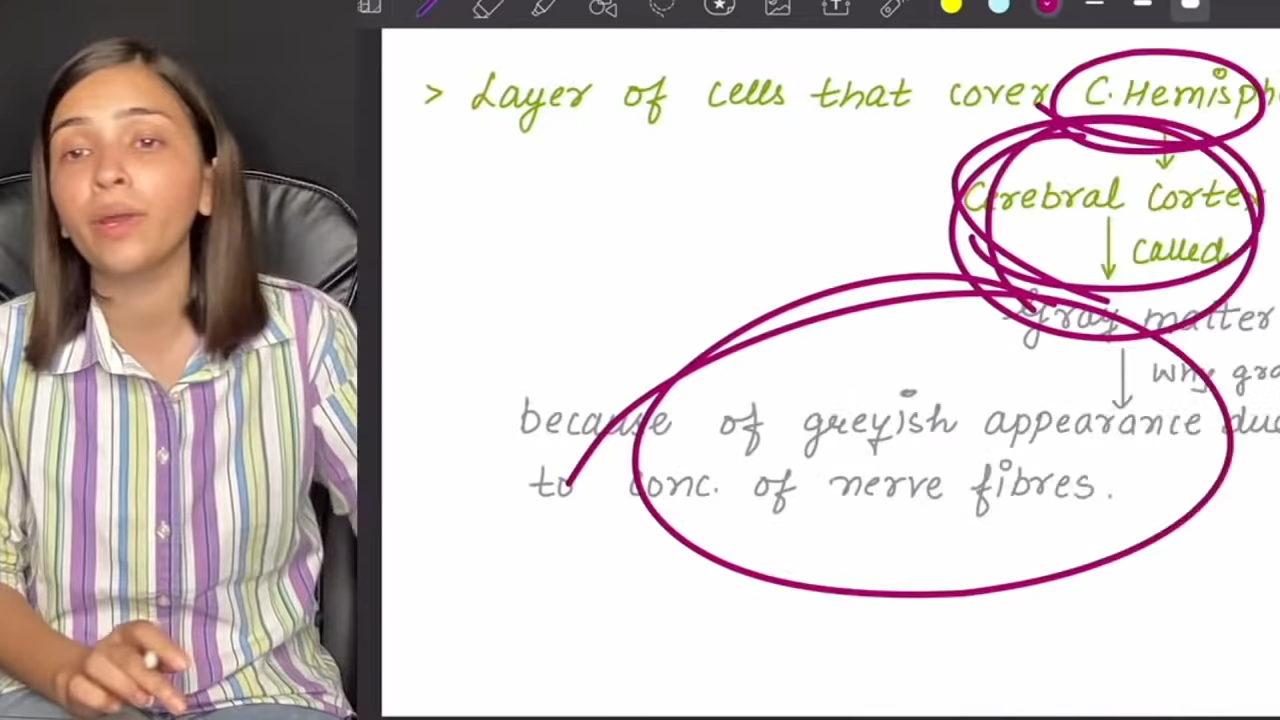 > Layer of cells that cover C.Hemisph
Cerebral Cortex
Called
Gray matter
Why gra
because of greyish appearance due
to conc. of nerve fibres.